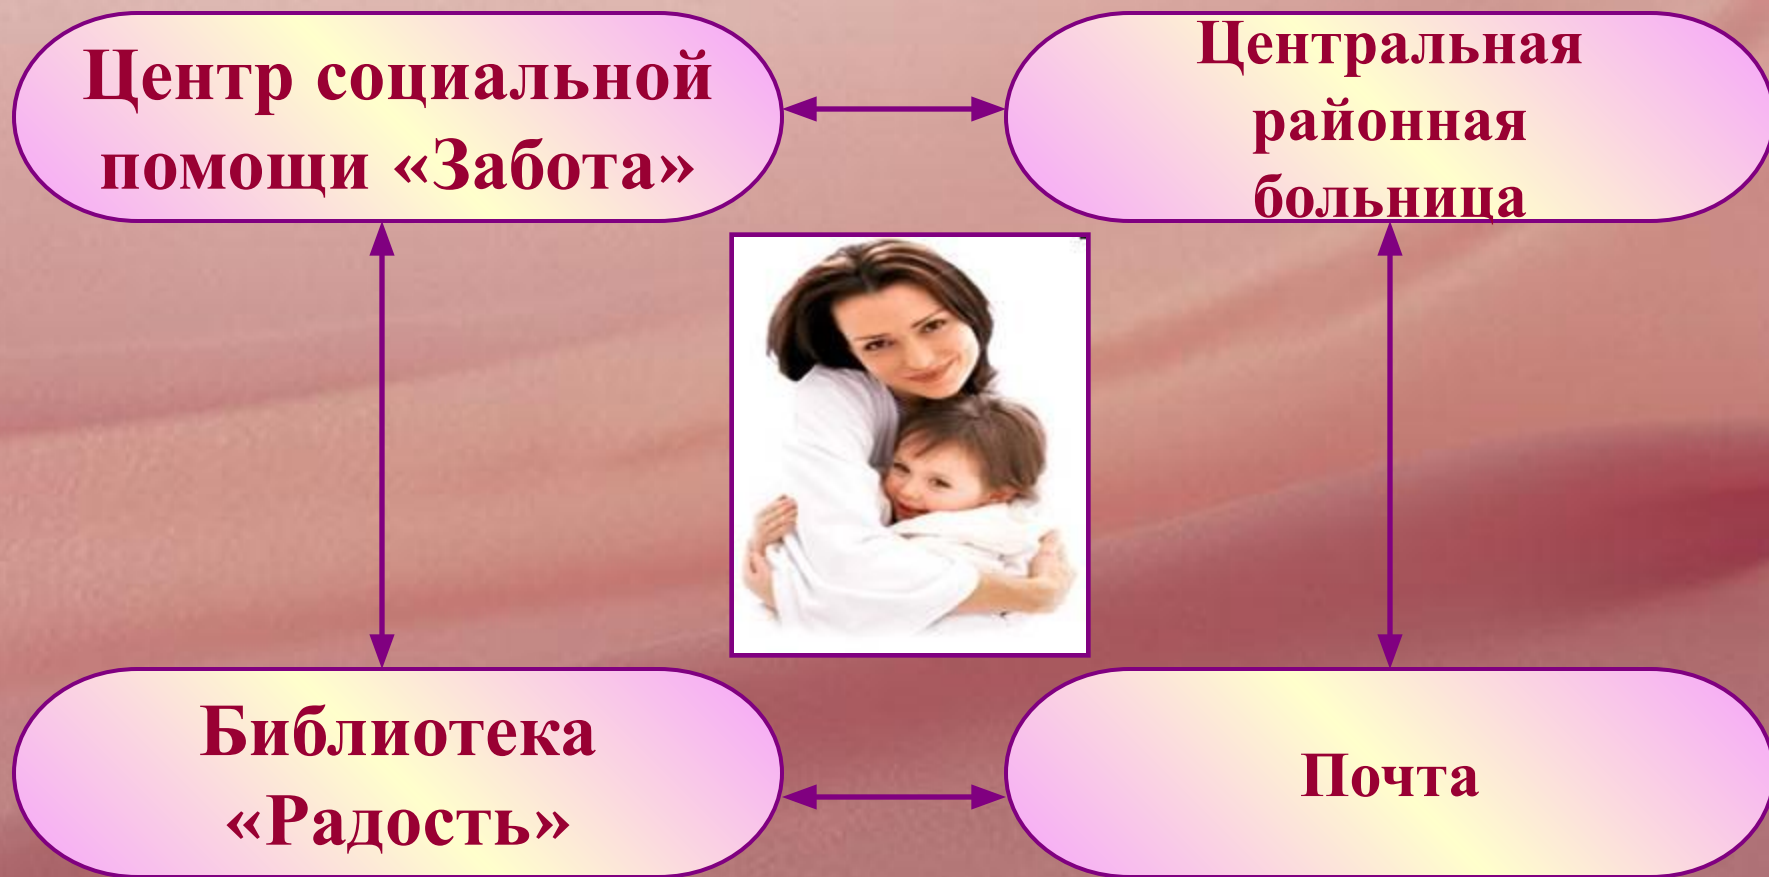 Центр социальной
помощи «Забота»
Центральная
районная
больница
Библиотека
«Радость»
Почта